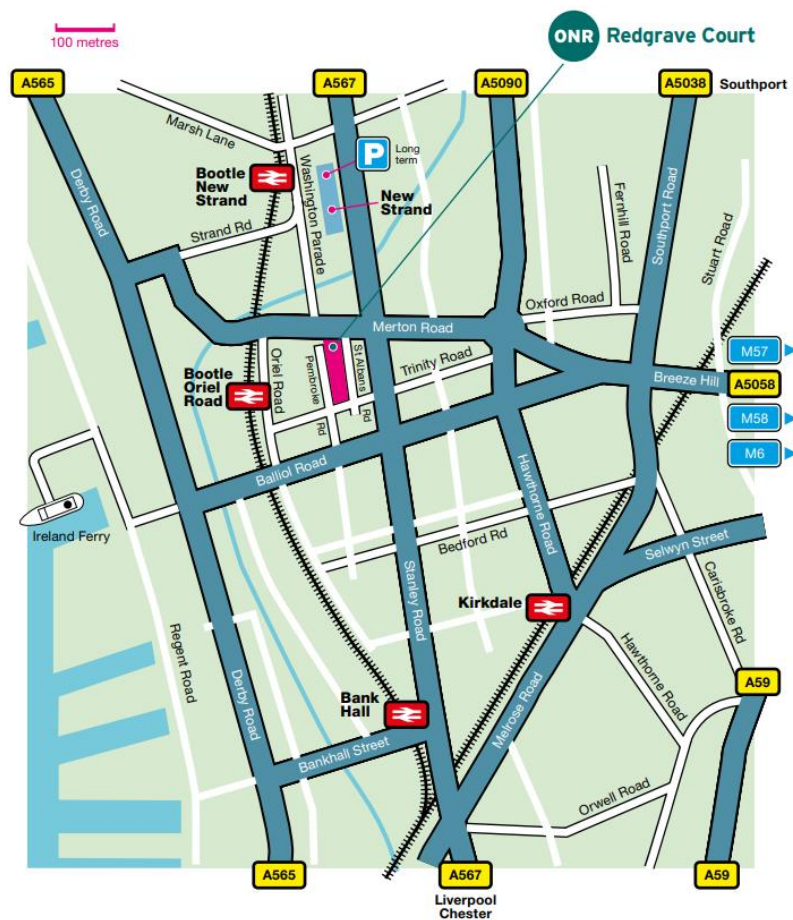 100 metres
ONR Redgrave Court
A565
A567
A5090
A5038
Southport
Marsh Lane
P
Long
term
Bootle
New
Strand
Washington Parade
New
Strand
Derby Road
Strand Rd
Fernhill Road
Southport Road
Stuart Road
Merton Road
Oxford Road
M57
Bootle
Oriel
Road
Oriel Road
Pembroke Rd
St Albans Rd
Trinity Road
Breeze Hill
A5058
M58
M6
Balliol Road
Hawthorne Road
Ireland Ferry
Bedford Rd
Selwyn Street
Stanley Road
Kirkdale
Carisbroke Rd
Regent Road
Derby Road
Hawthorne Road
A59
Bank
Hall
Melrose Road
Bankhall Street
Orwell Road
A565
A567
A59
Liverpool
Chester